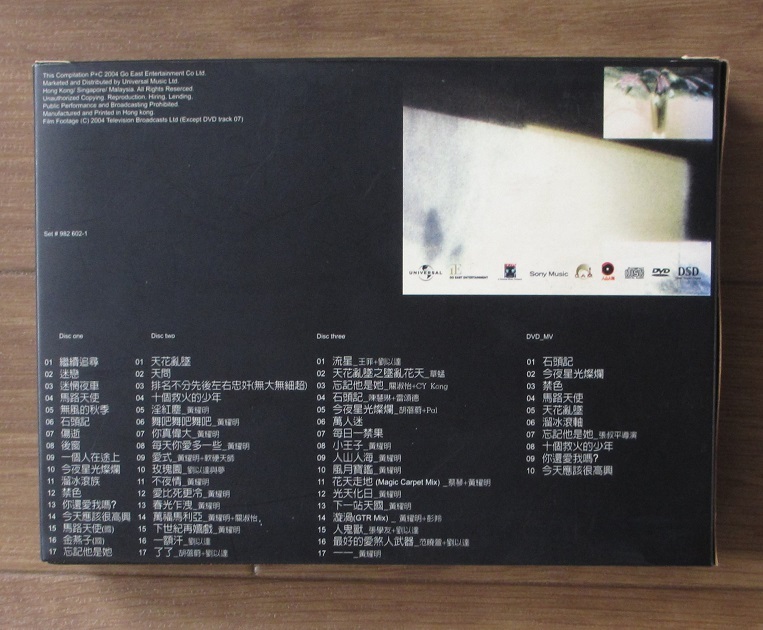 This Compilation P+C 2004 Go East Entertainment Co Ltd.
Marketed and Distributed by Universal Music Ltd.
Hong Kong/ Singapore/ Malaysia. All Rights Reserved.
Unauthorized Copying, Reproduction, Hiring, Lending,
Public Performance and Broadcasting Prohibited.
Manufactured and Printed in Hong kong
Film Footage (C) 2004 Television Broadcasts Ltd (Except DVD track 07)
Set # 982 602-1
UNIVERSAL
GO EAST ENTERTAINMENT
Sony Music
DVD
DSD
Disc one
01 繼續追尋
02 迷戀
03 迷惘夜車
04 馬路天使
05 無風的秋季
06 石頭記
07 傷逝
08 後窗
09 一個人在途上
10 今夜星光燦爛
11 溜冰滾族
12 禁色
13 你還愛我嗎?
14 今天應該很高興
15 馬路天使(國)
16 金燕子(國)
17 忘記他是她
Disc two
01 天花亂墜
02 天問
03 排名不分先後左右忠奸(無大無細超)
04 十個救火的少年
05 淫紅塵_黃耀明
06 舞吧舞吧舞吧_黃耀明
07 你真偉大_黃耀明
08 每天你愛多一些_黃耀明
09 愛式_黃耀明+軟硬天師
10 玫瑰園_劉以達與夢
11 不夜情_黃耀明
12 愛比死更冷_黃耀明
13 春光乍洩_黃耀明
14 萬福瑪利亞_黃耀明+關淑怡
15 下世紀再嬉戲_黃耀明
16 一額汗_劉以達
17 了了_胡蓓蔚+劉以達
Disc three
01 流星_王菲+劉以達
02 天花亂墜之墜亂花天_草蜢
03 忘記他是她_關淑怡+CY Kong
04 石頭記_陳慧琳+雷頌德
05 今夜星光燦爛_胡蓓蔚+Pal
06 萬人迷
07 每日一禁果
08 小王子_黃耀明
09 人山人海_黃耀明
10 風月寶鑑_黃耀明
11 花天走地 (Magic Carpet Mix) _蔡琴+黃耀明
12 光天化日_黃耀明
13 下一站天國_黃耀明
14 漩渦(GTR Mix) _ 黃耀明+彭羚
15 人鬼獸_張學友+劉以達
16 最好的愛煞人武器_范曉萱+劉以達
17 一一_黃耀明
DVD_MV
01 石頭記
02 今夜星光燦爛
03 禁色
04 馬路天使
05 天花亂墜
06 溜冰滾軸
07 忘記他是她_張叔平導演
08 十個救火的少年
09 你還愛我嗎?
10 今天應該很高興